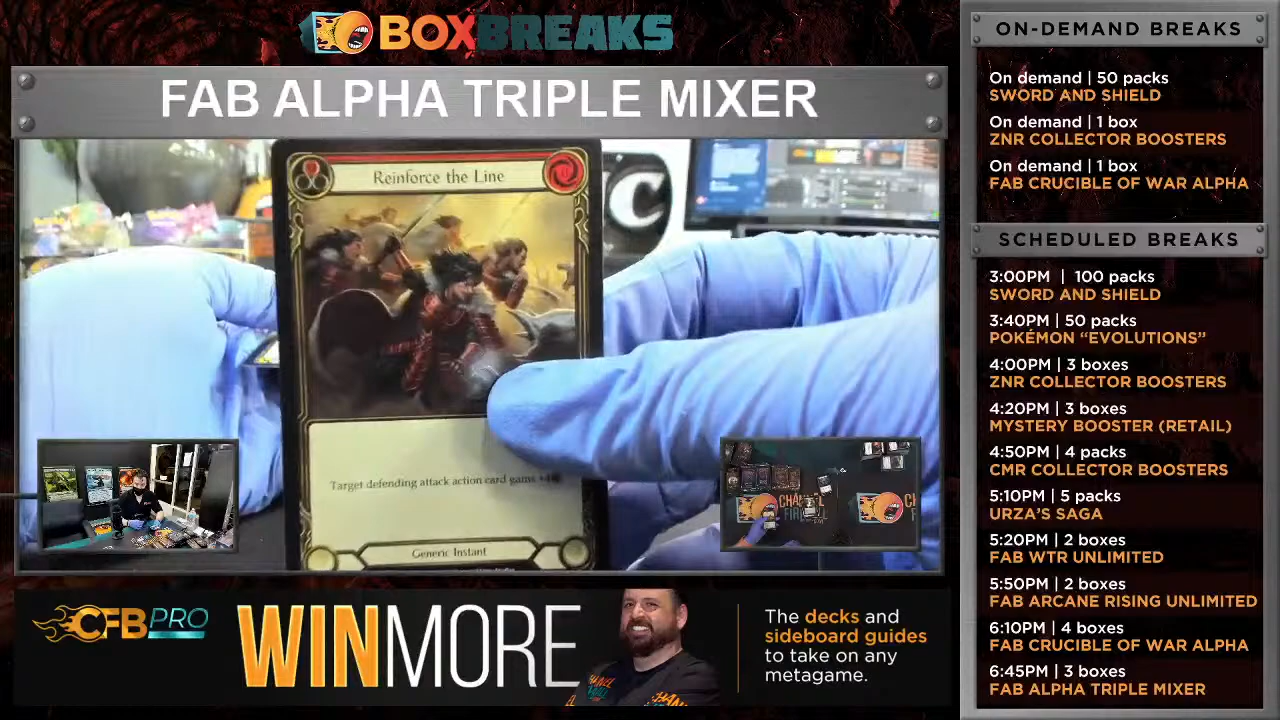 BOXBREAKS
FAB ALPHA TRIPLE MIXER
Reinforce the Line
C
Target defending attack action card gains +4
Generic Instant
CHANNEL
FIREBALL
CFBPRO
WINMORE
The decks and
sideboard guides
to take on any
metagame.
ON-DEMAND BREAKS
On demand | 50 packs
SWORD AND SHIELD
On demand | 1 box
ZNR COLLECTOR BOOSTERS
On demand | 1 box
FAB CRUCIBLE OF WAR ALPHA
SCHEDULED BREAKS
3:00PM | 100 packs
SWORD AND SHIELD
3:40PM | 50 packs
POKÉMON “EVOLUTIONS”
4:00PM | 3 boxes
ZNR COLLECTOR BOOSTERS
4:20PM | 3 boxes
MYSTERY BOOSTER (RETAIL)
4:50PM | 4 packs
CMR COLLECTOR BOOSTERS
5:10PM | 5 packs
URZA’S SAGA
5:20PM | 2 boxes
FAB WTR UNLIMITED
5:50PM | 2 boxes
FAB ARCANE RISING UNLIMITED
6:10PM | 4 boxes
FAB CRUCIBLE OF WAR ALPHA
6:45PM | 3 boxes
FAB ALPHA TRIPLE MIXER